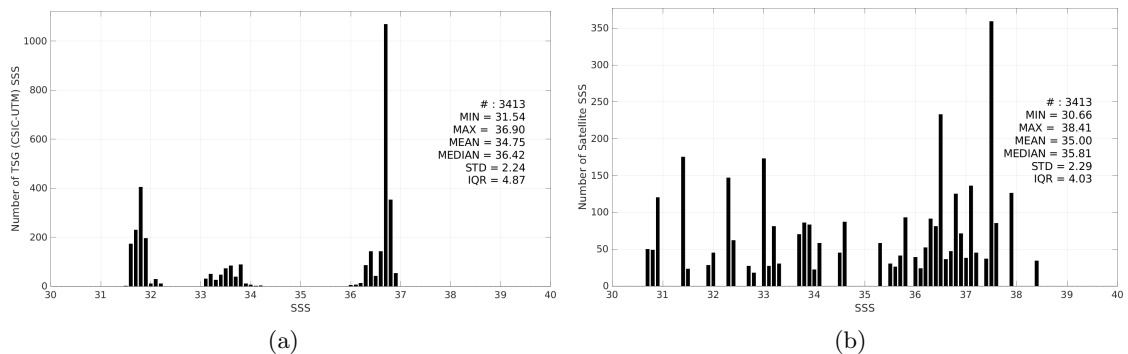 Number of TSG (CSIC-UTM) SSS
1000
800
600
400
200
0
# : 3413
MIN = 31.54
MAX = 36.90
MEAN = 34.75
MEDIAN = 36.42
STD = 2.24
IQR = 4.87
30 31 32 33 34 35 36 37 38 39 40
SSS
(a)
Number of Satellite SSS
350
300
250
200
150
100
50
0
# : 3413
MIN = 30.66
MAX = 38.41
MEAN = 35.00
MEDIAN = 35.81
STD = 2.29
IQR = 4.03
30 31 32 33 34 35 36 37 38 39 40
SSS
(b)